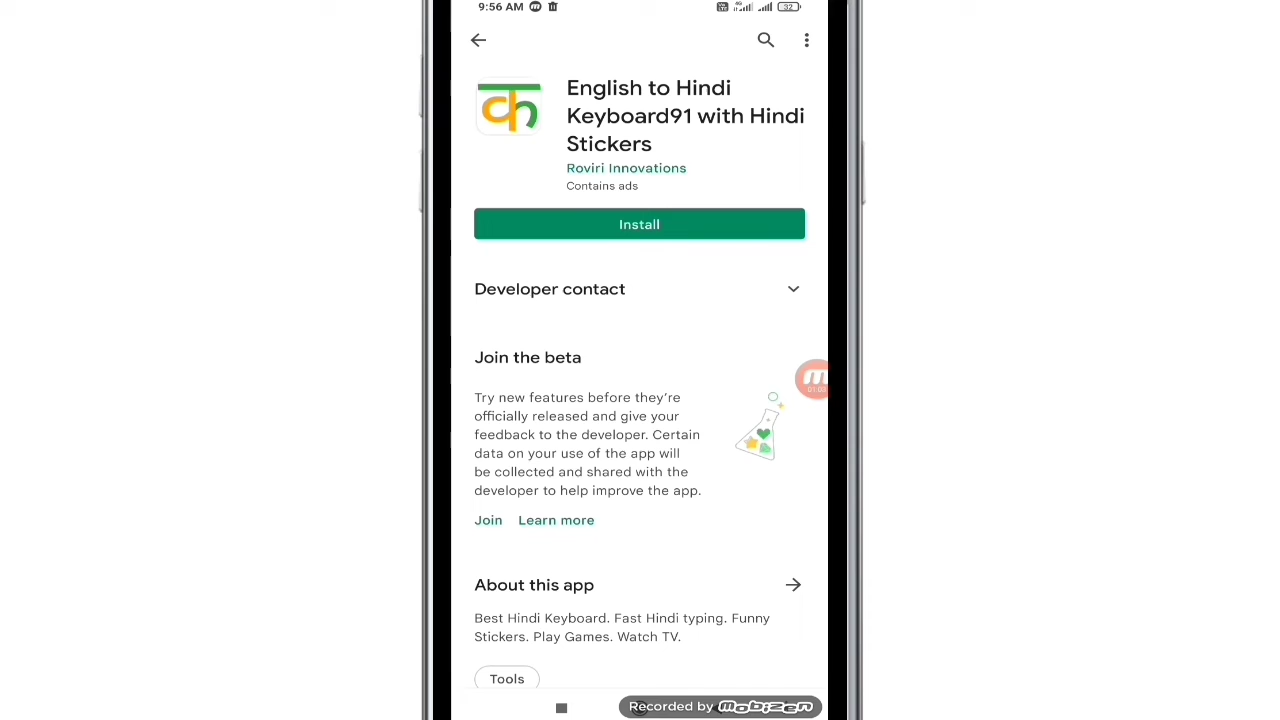 9:56 AM
32
English to Hindi
Keyboard91 with Hindi
Stickers
Roviri Innovations
Contains ads
Install
Developer contact
Join the beta
Try new features before they're
officially released and give your
feedback to the developer. Certain
data on your use of the app will
be collected and shared with the
developer to help improve the app.
Join Learn more
01:03
About this app
Best Hindi Keyboard. Fast Hindi typing. Funny
Stickers. Play Games. Watch TV.
Tools
Recorded by mobizen